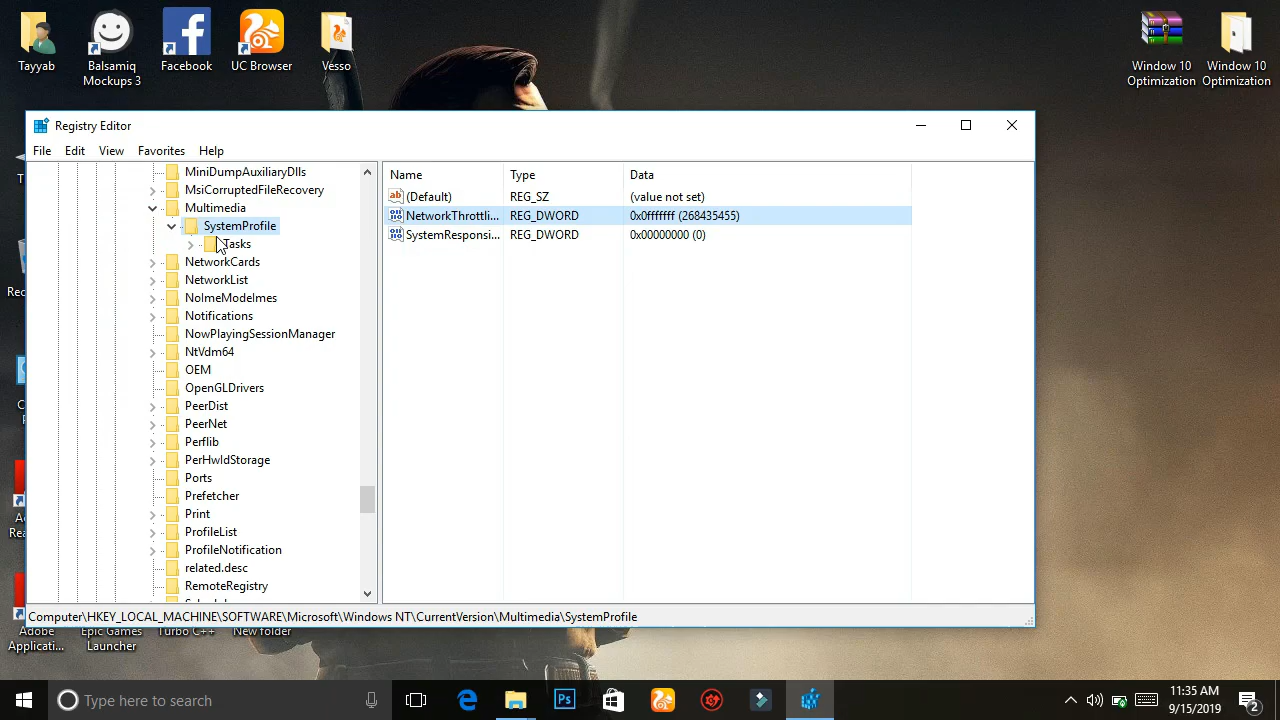 Tayyab
Balsamiq
Mockups 3
Facebook
UC Browser
Vesso
Window 10
Optimization
Window 10
Optimization
Registry Editor
File
Edit
View
Favorites
Help
MiniDumpAuxiliaryDlls
MsiCorruptedFileRecovery
Multimedia
SystemProfile
Tasks
NetworkCards
NetworkList
NoImeModeImes
Notifications
NowPlayingSessionManager
NtVdm64
OEM
OpenGLDrivers
PeerDist
PeerNet
Perflib
PerHwIdStorage
Ports
Prefetcher
Print
ProfileList
ProfileNotification
related.desc
RemoteRegistry
Name Type Data
(Default) REG_SZ (value not set)
NetworkThrottli... REG_DWORD 0x0fffffff (268435455)
SystemResponsi... REG_DWORD 0x00000000 (0)
Computer\HKEY_LOCAL_MACHINE\SOFTWARE\Microsoft\Windows NT\CurrentVersion\Multimedia\SystemProfile
Adobe
Applicati...
Epic Games
Launcher
Turbo C++
New folder
Type here to search
Ps
11:35 AM
9/15/2019
2